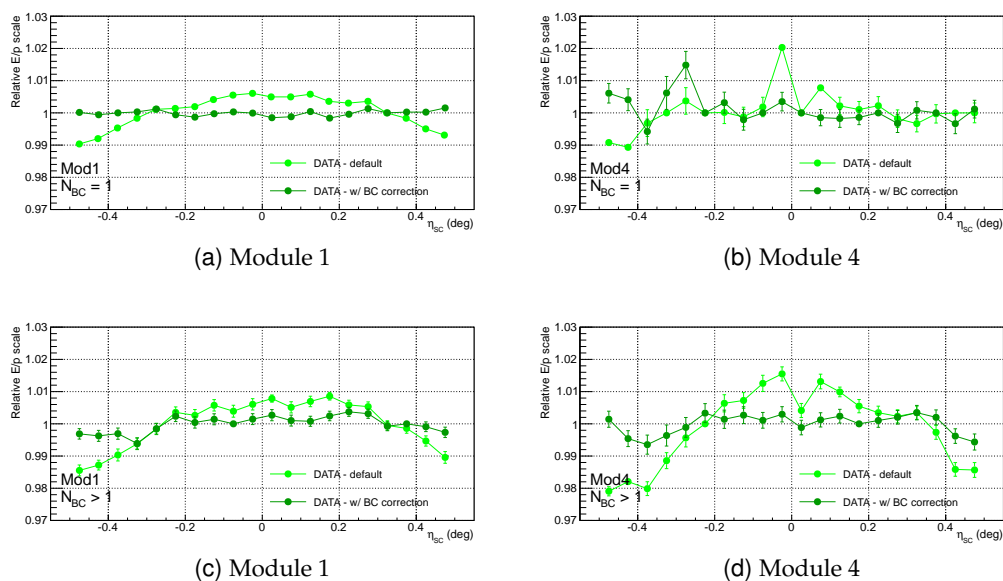 Relative E/p scale
1.03
1.02
1.01
1
0.99
0.98
0.97
Mod1
N_BC = 1
DATA - default
DATA - w/ BC correction
-0.4 -0.2 0 0.2 0.4
η_SC (deg)
(a) Module 1
Relative E/p scale
1.03
1.02
1.01
1
0.99
0.98
0.97
Mod4
N_BC = 1
DATA - default
DATA - w/ BC correction
-0.4 -0.2 0 0.2 0.4
η_SC (deg)
(b) Module 4
Relative E/p scale
1.03
1.02
1.01
1
0.99
0.98
0.97
Mod1
N_BC > 1
DATA - default
DATA - w/ BC correction
-0.4 -0.2 0 0.2 0.4
η_SC (deg)
(c) Module 1
Relative E/p scale
1.03
1.02
1.01
1
0.99
0.98
0.97
Mod4
N_BC > 1
DATA - default
DATA - w/ BC correction
-0.4 -0.2 0 0.2 0.4
η_SC (deg)
(d) Module 4